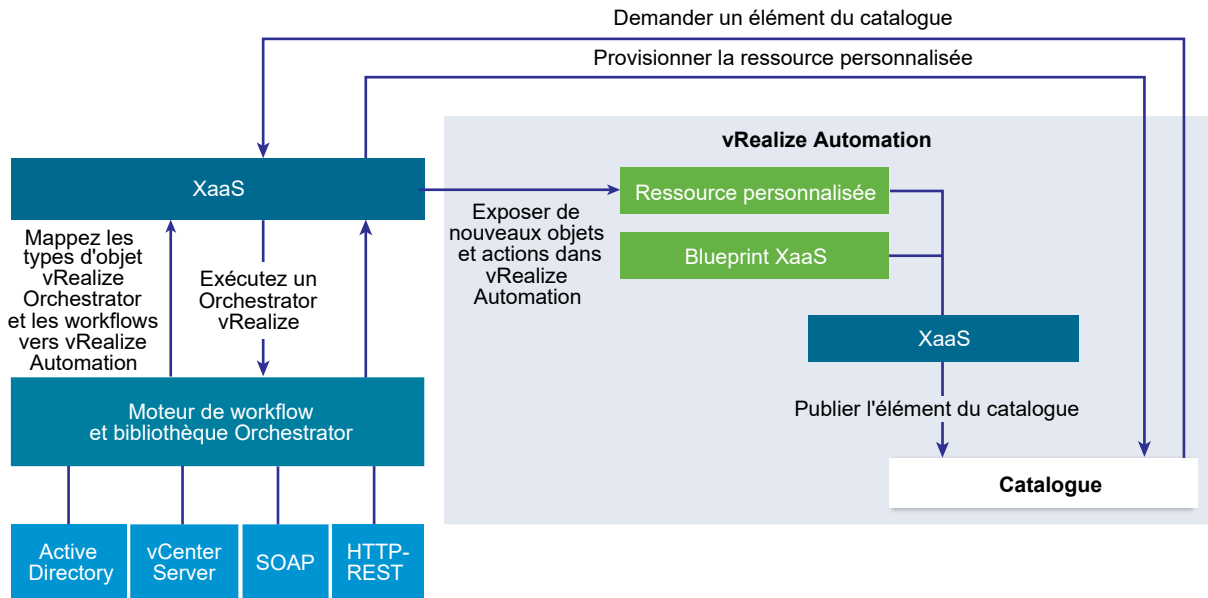 Demander un élément du catalogue
Provisionner la ressource personnalisée
vRealize Automation
XaaS
Ressource personnalisée
Exposer de
nouveaux objets
et actions dans
vRealize
Automation
Blueprint XaaS
Mappez les
types d'objet
vRealize
Orchestrator
et les workflows
vers vRealize
Automation
Exécutez un
Orchestrator
vRealize
XaaS
Publier l'élément du catalogue
Moteur de workflow
et bibliothèque Orchestrator
Catalogue
Active
Directory
vCenter
Server
SOAP
HTTP-
REST